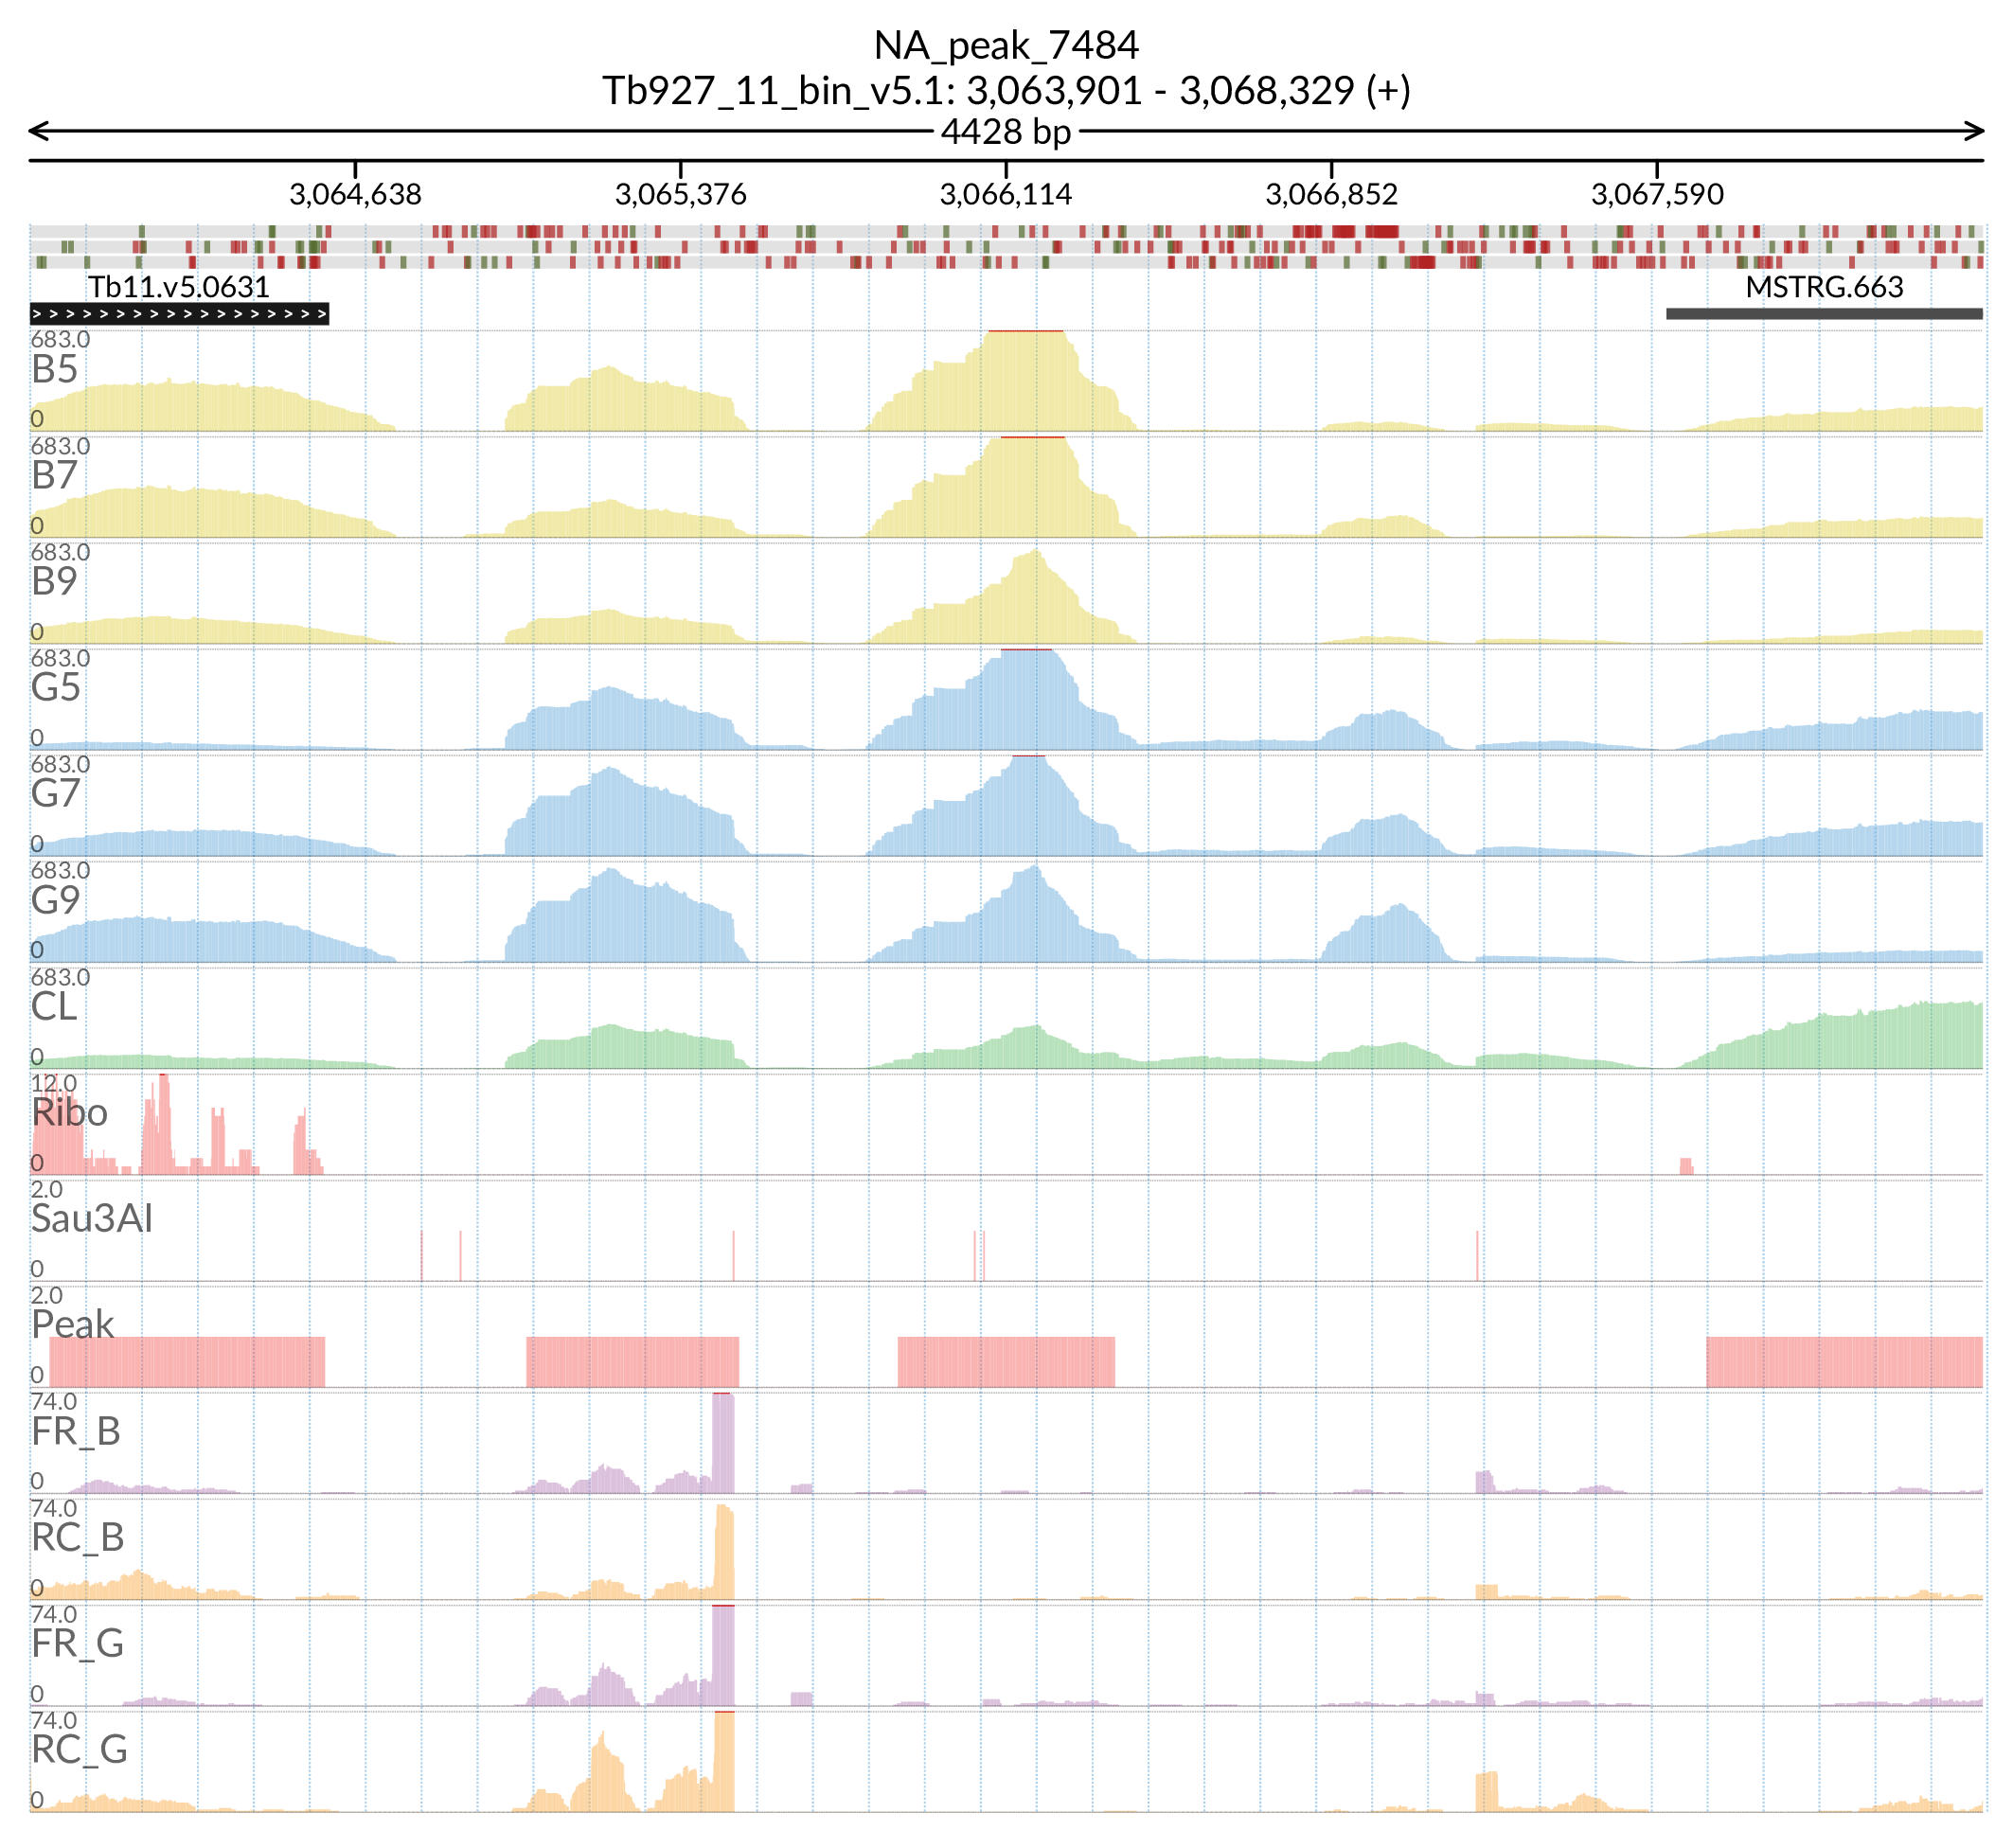 NA_peak_7484
Tb927_11_bin_v5.1: 3,063,901 - 3,068,329 (+)
4428 bp
3,064,638 3,065,376 3,066,114 3,066,852 3,067,590
Tb11.v5.0631 MSTRG.663
683.0
B5
0
683.0
B7
0
683.0
B9
0
683.0
G5
0
683.0
G7
0
683.0
G9
0
683.0
CL
0
12.0
Ribo
0
2.0
Sau3AI
0
2.0
Peak
0
74.0
FR_B
0
74.0
RC_B
0
74.0
FR_G
0
74.0
RC_G
0